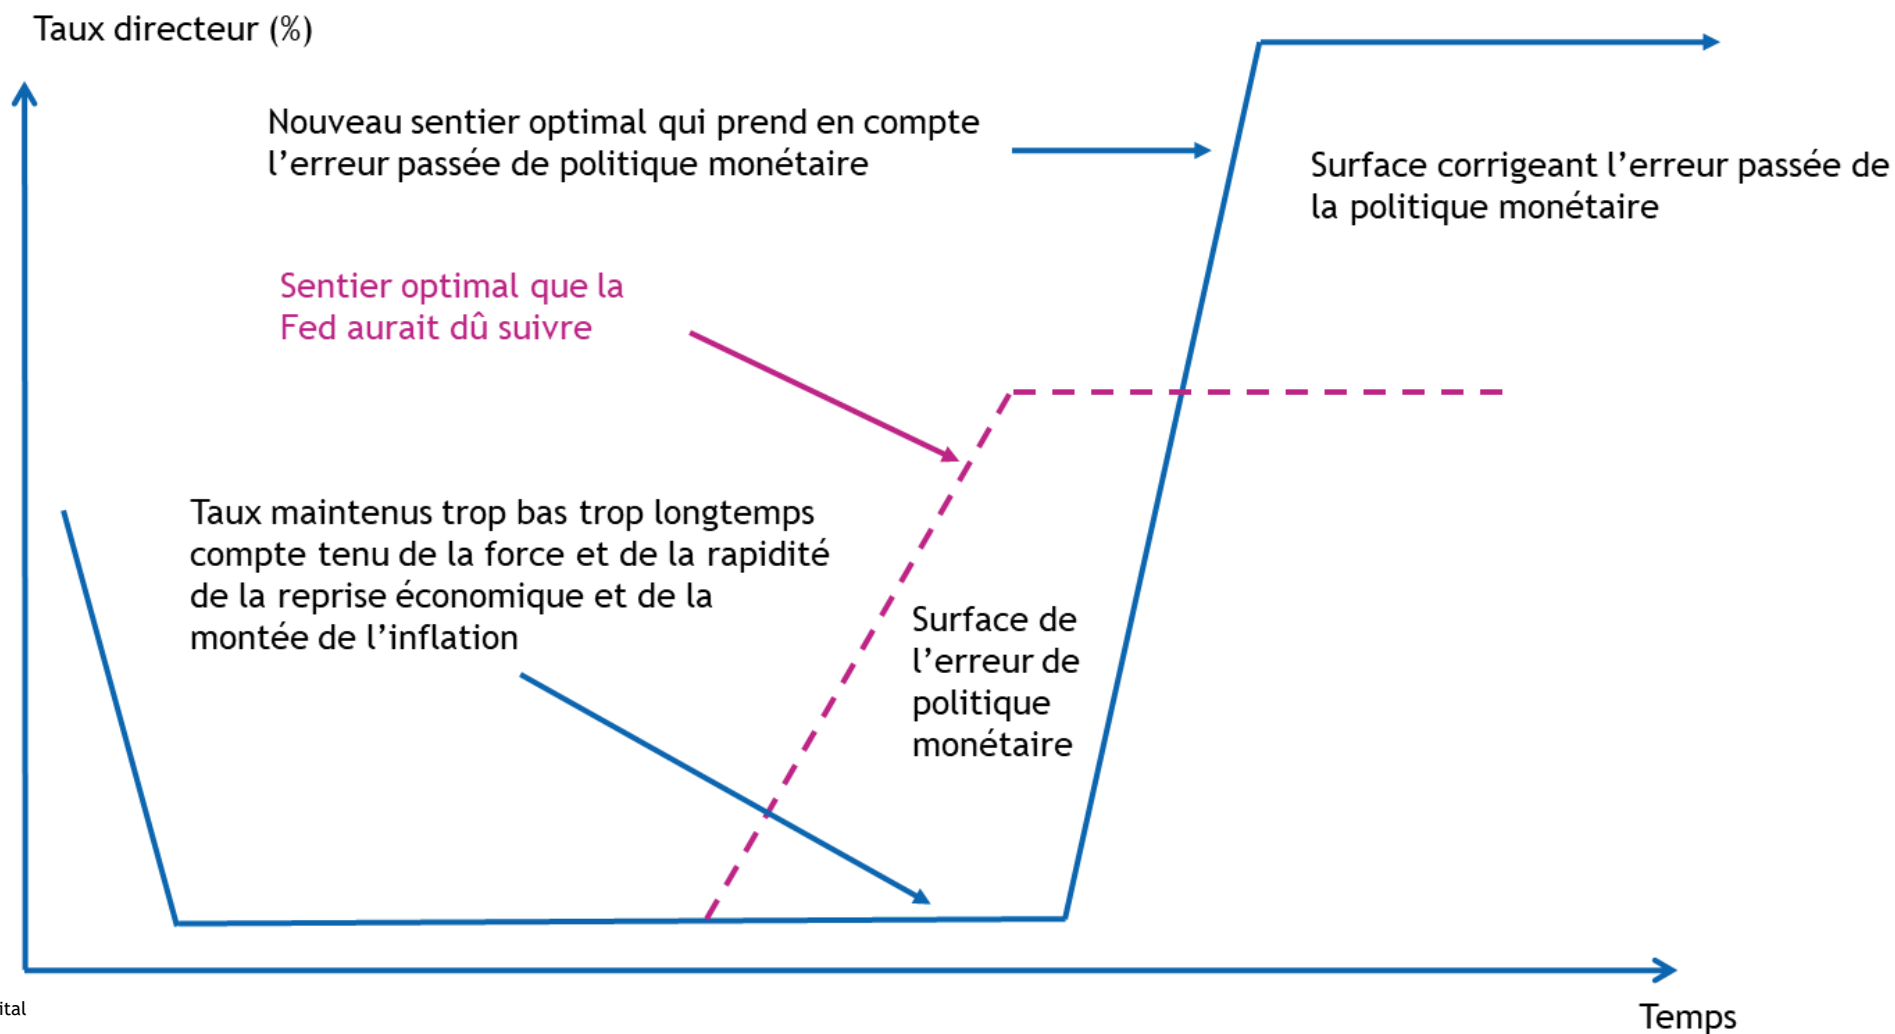 Taux directeur (%)
Nouveau sentier optimal qui prend en compte
l’erreur passée de politique monétaire
Surface corrigeant l’erreur passée de
la politique monétaire
Sentier optimal que la
Fed aurait dû suivre
Taux maintenus trop bas trop longtemps
compte tenu de la force et de la rapidité
de la reprise économique et de la
montée de l’inflation
Surface de
l’erreur de
politique
monétaire
ital
Temps